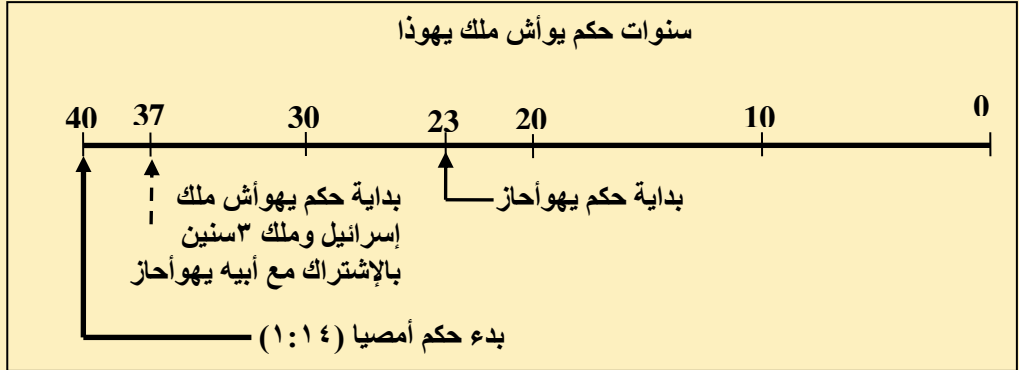 سنوات حكم يوأش ملك يهوذا
0 10 20 23 30 37 40
بداية حكم يهوأحاز
بداية حكم يهوأش ملك
إسرائيل وملك ٣سنين
بالإشتراك مع أبيه يهوأحاز
بدء حكم أمصيا (١:١٤)